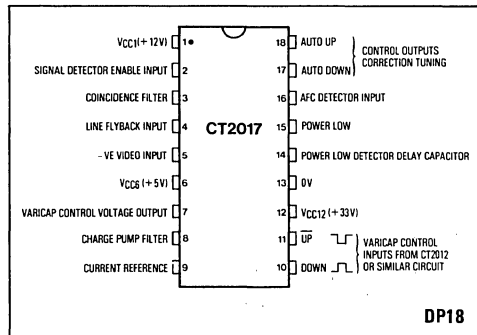 VCC1(+ 12V) 1 18 AUTO UP
SIGNAL DETECTOR ENABLE INPUT 2 17 AUTO DOWN
CONTROL OUTPUTS
CORRECTION TUNING
COINCIDENCE FILTER 3 16 AFC DETECTOR INPUT
LINE FLYBACK INPUT 4 CT2017 15 POWER LOW
-VE VIDEO INPUT 5 14 POWER LOW DETECTOR DELAY CAPACITOR
VCC6 (+5V) 6 13 0V
VARICAP CONTROL VOLTAGE OUTPUT 7 12 VCC12 (+33V)
CHARGE PUMP FILTER 8 11 U̅P̅
CURRENT REFERENCE 9 10 DOWN
VARICAP CONTROL
INPUTS FROM CT2012
OR SIMILAR CIRCUIT
DP18